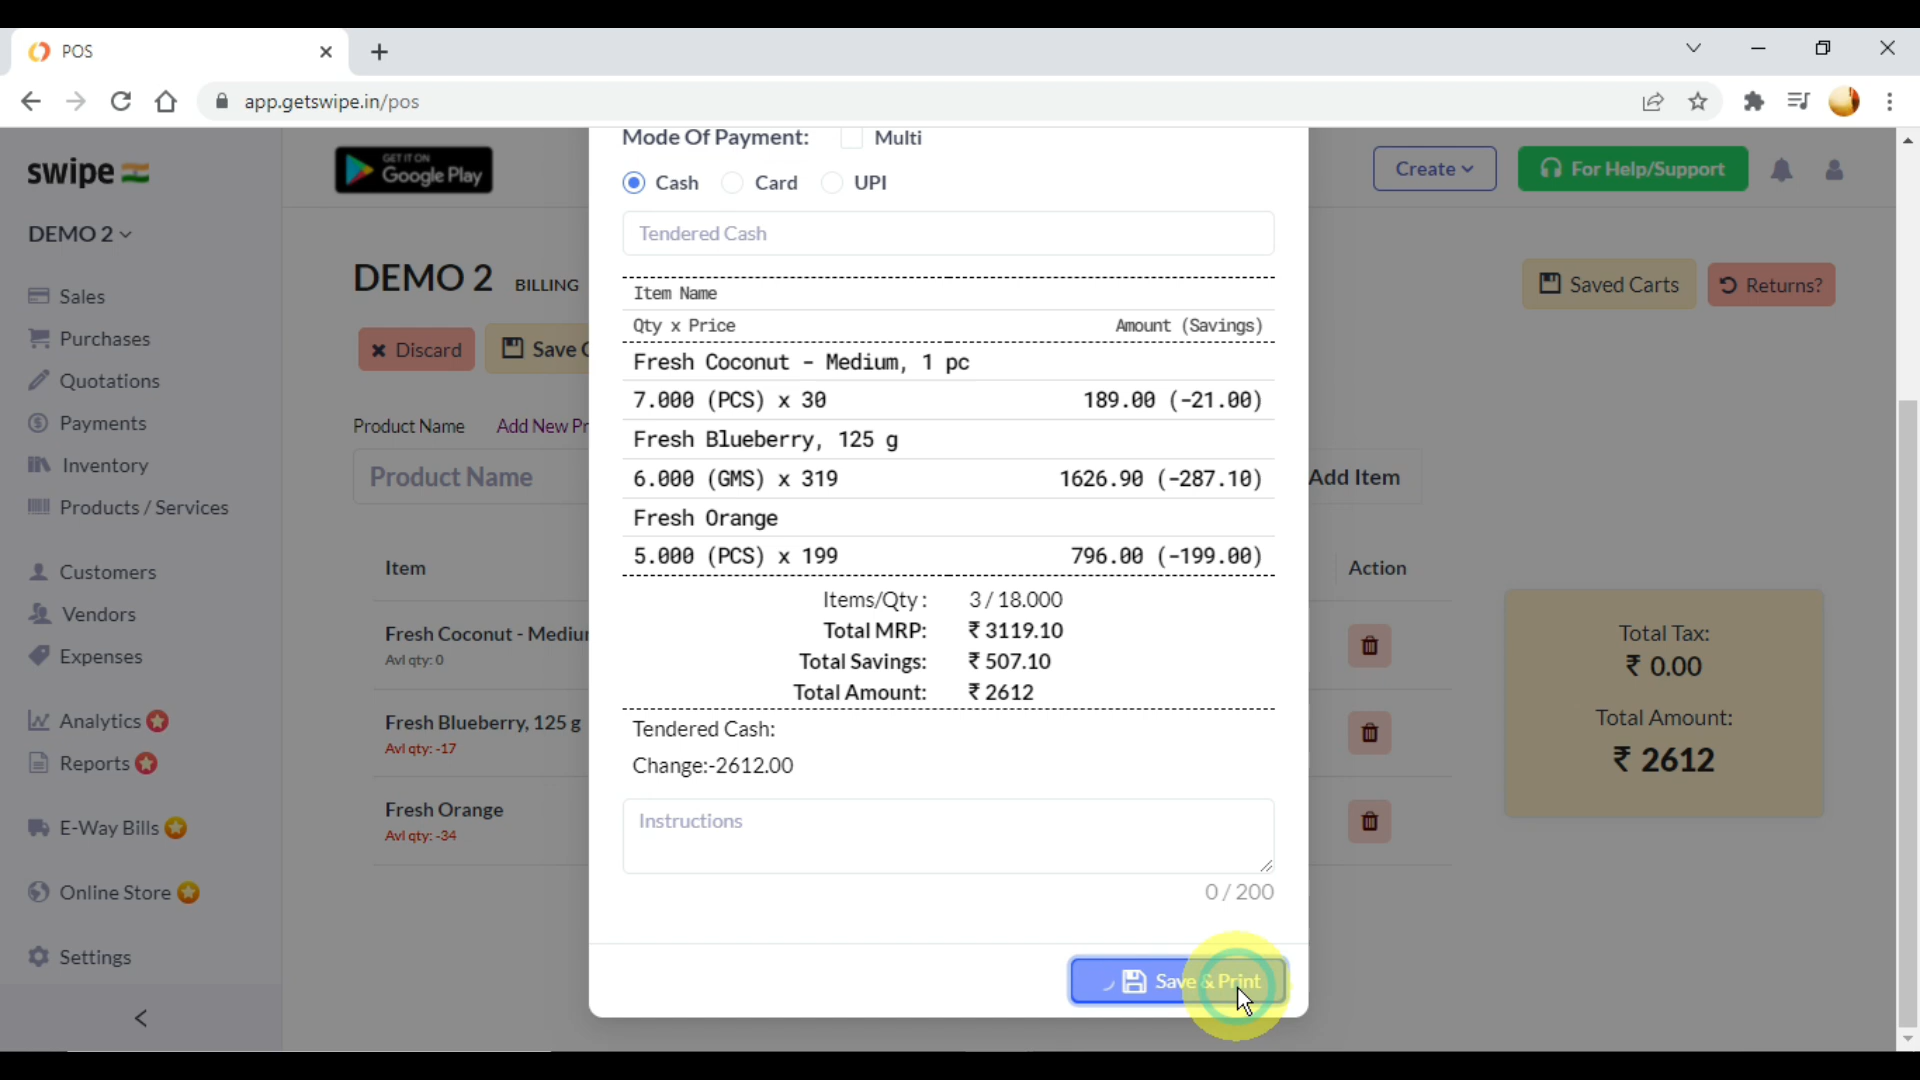 POS
app.getswipe.in/pos
swipe
GET IT ON
Google Play
Create
For Help/Support
DEMO 2
Sales
Purchases
Quotations
Payments
Inventory
Products / Services
Customers
Vendors
Expenses
Analytics
Reports
E-Way Bills
Online Store
Settings
DEMO 2 BILLING
Saved Carts
Returns?
Discard
Save C
Product Name Add New Pr
Product Name
Add Item
Item
Action
Fresh Coconut - Mediu
Avl qty: 0
Fresh Blueberry, 125 g
Avl qty: -17
Fresh Orange
Avl qty: -34
Mode Of Payment: Multi
Cash Card UPI
Tendered Cash
Item Name
Qty x Price Amount (Savings)
Fresh Coconut - Medium, 1 pc
7.000 (PCS) x 30 189.00 (-21.00)
Fresh Blueberry, 125 g
6.000 (GMS) x 319 1626.90 (-287.10)
Fresh Orange
5.000 (PCS) x 199 796.00 (-199.00)
Items/Qty: 3 / 18.000
Total MRP: ₹ 3119.10
Total Savings: ₹ 507.10
Total Amount: ₹ 2612
Tendered Cash:
Change:-2612.00
Instructions
0 / 200
Save & Print
Total Tax:
₹ 0.00
Total Amount:
₹ 2612